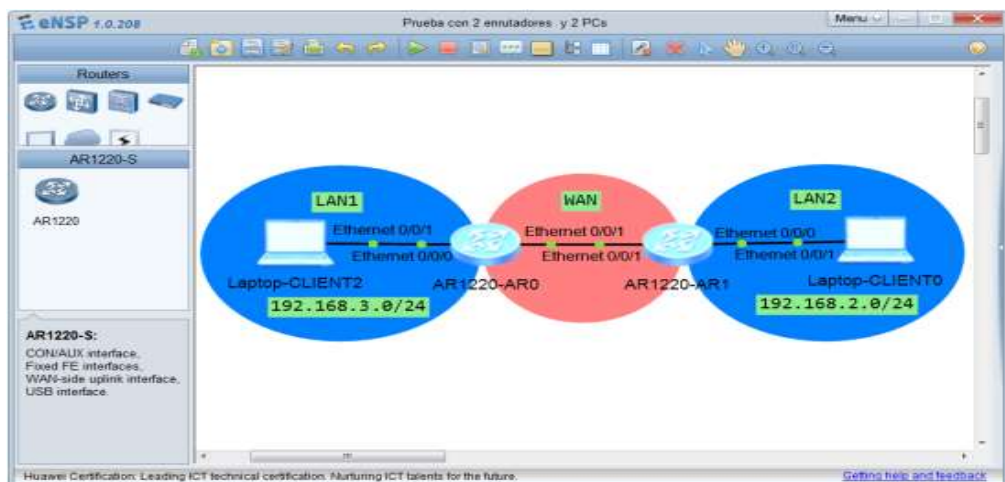 eNSP 1.0.208
Prueba con 2 enrutadores y 2 PCs
Menu
Routers
AR1220-S
AR1220
AR1220-S:
CON/AUX interface,
Fixed FE interfaces,
WAN-side uplink interface,
USB interface.
LAN1
WAN
LAN2
Ethernet 0/0/1
Ethernet 0/0/0
Ethernet 0/0/1
Ethernet 0/0/1
Ethernet 0/0/0
Ethernet 0/0/1
Laptop-CLIENT2
AR1220-AR0
AR1220-AR1
Laptop-CLIENT0
192.168.3.0/24
192.168.2.0/24
Huawei Certification: Leading ICT technical certification. Nurturing ICT talents for the future.
Getting help and feedback